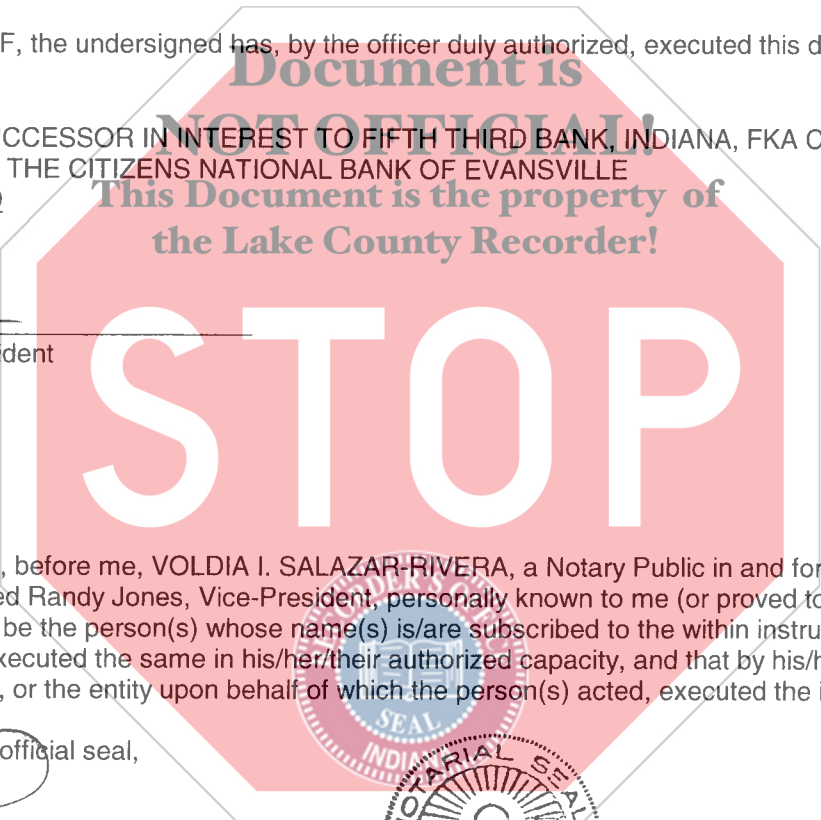 F, the undersigned has, by the officer duly authorized, executed this d
Document is
NOT OFFICIAL!
CCESSOR IN INTEREST TO FIFTH THIRD BANK, INDIANA, FKA C
THE CITIZENS NATIONAL BANK OF EVANSVILLE
This Document is the property of
the Lake County Recorder!
dent
STOP
, before me, VOLDIA I. SALAZAR-RIVERA, a Notary Public in and for
ed Randy Jones, Vice-President, personally known to me (or proved to
be the person(s) whose name(s) is/are subscribed to the within instru
xecuted the same in his/her/their authorized capacity, and that by his/h
, or the entity upon behalf of which the person(s) acted, executed the i
SEAL
INDIANA
official seal,
NOTARIAL SEAL